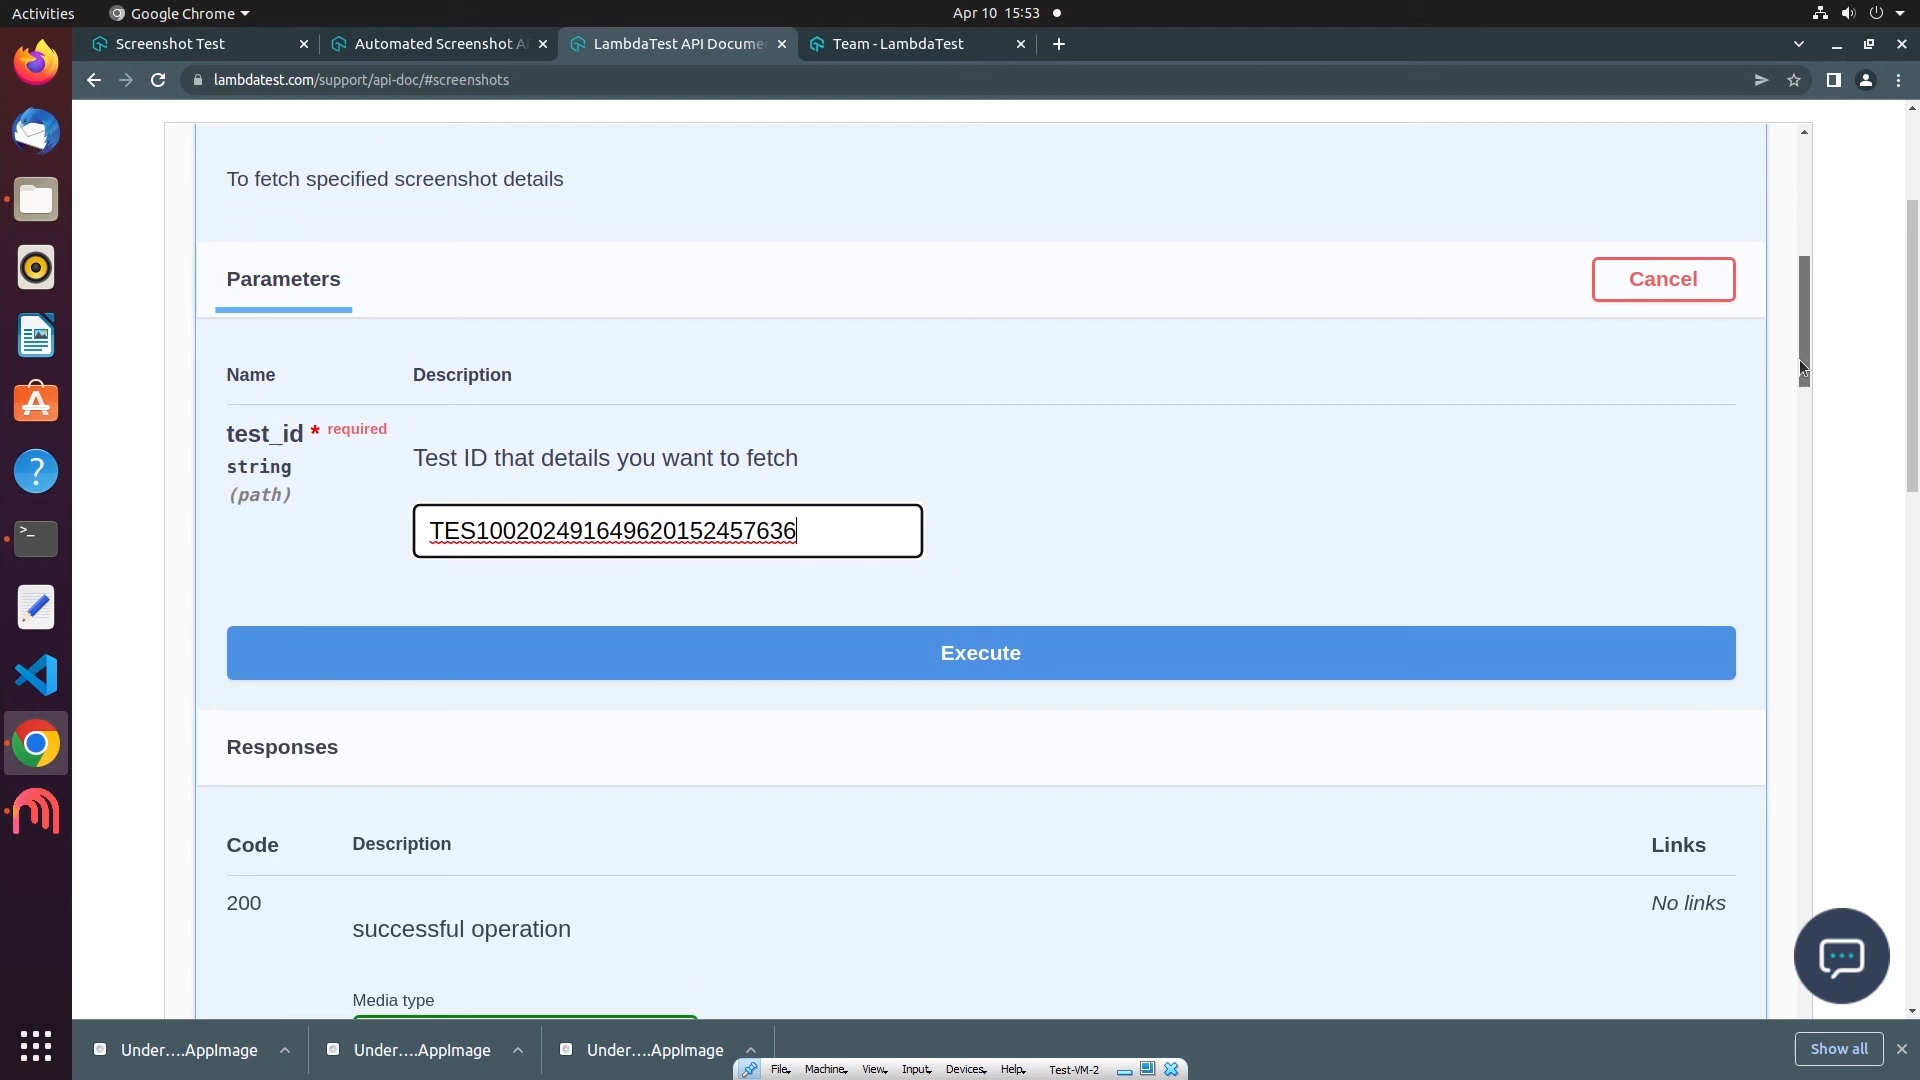 Activities
Google Chrome
Apr 10 15:53
Screenshot Test
Automated Screenshot A
LambdaTest API Docume
Team - LambdaTest
lambdatest.com/support/api-doc/#screenshots
To fetch specified screenshot details
Parameters
Cancel
Name
Description
test_id * required
string
(path)
Test ID that details you want to fetch
TES100202491649620152457636
Execute
Responses
Code
Description
Links
200
successful operation
No links
Media type
Under....AppImage
Under....AppImage
Under....AppImage
Show all
File
Machine
View
Input
Devices
Help
Test-VM-2